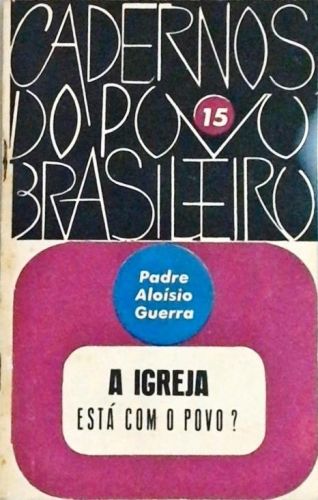 CADERNOS
DO POVO
15
BRASILEIRO
Padre
Aloísio
Guerra
A IGREJA
ESTÁ COM O POVO?